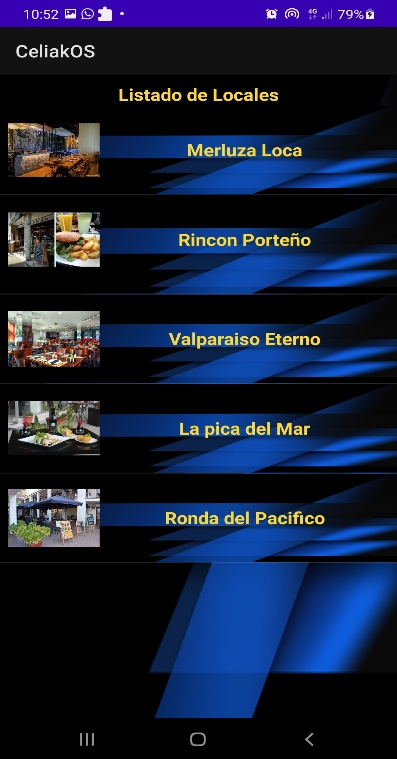 10:52
4G
79%
CeliakOS
Listado de Locales
Merluza Loca
Rincon Porteño
Valparaiso Eterno
La pica del Mar
Ronda del Pacifico